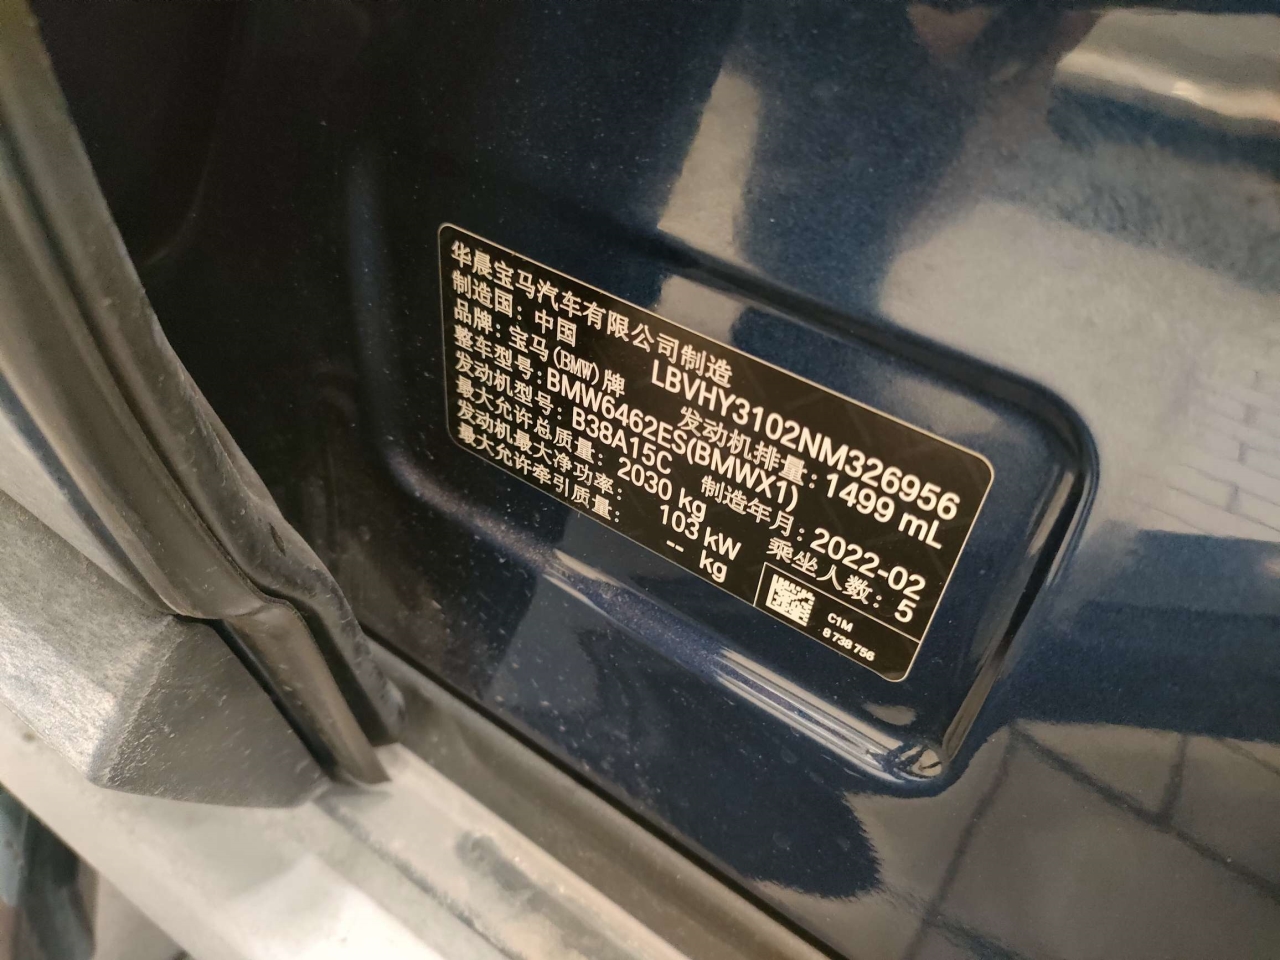 华晨宝马汽车有限公司制造
制造国：中国 LBVHY3102NM326956
品牌：宝马(BMW)牌 发动机排量：1499 mL
整车型号：BMW6462ES(BMWX1)
发动机型号：B38A15C 制造年月：2022-02
最大允许总质量：2030 kg 乘坐人数：5
发动机最大净功率：103 kW
最大允许牵引质量：-- kg
C1M
8 738 756